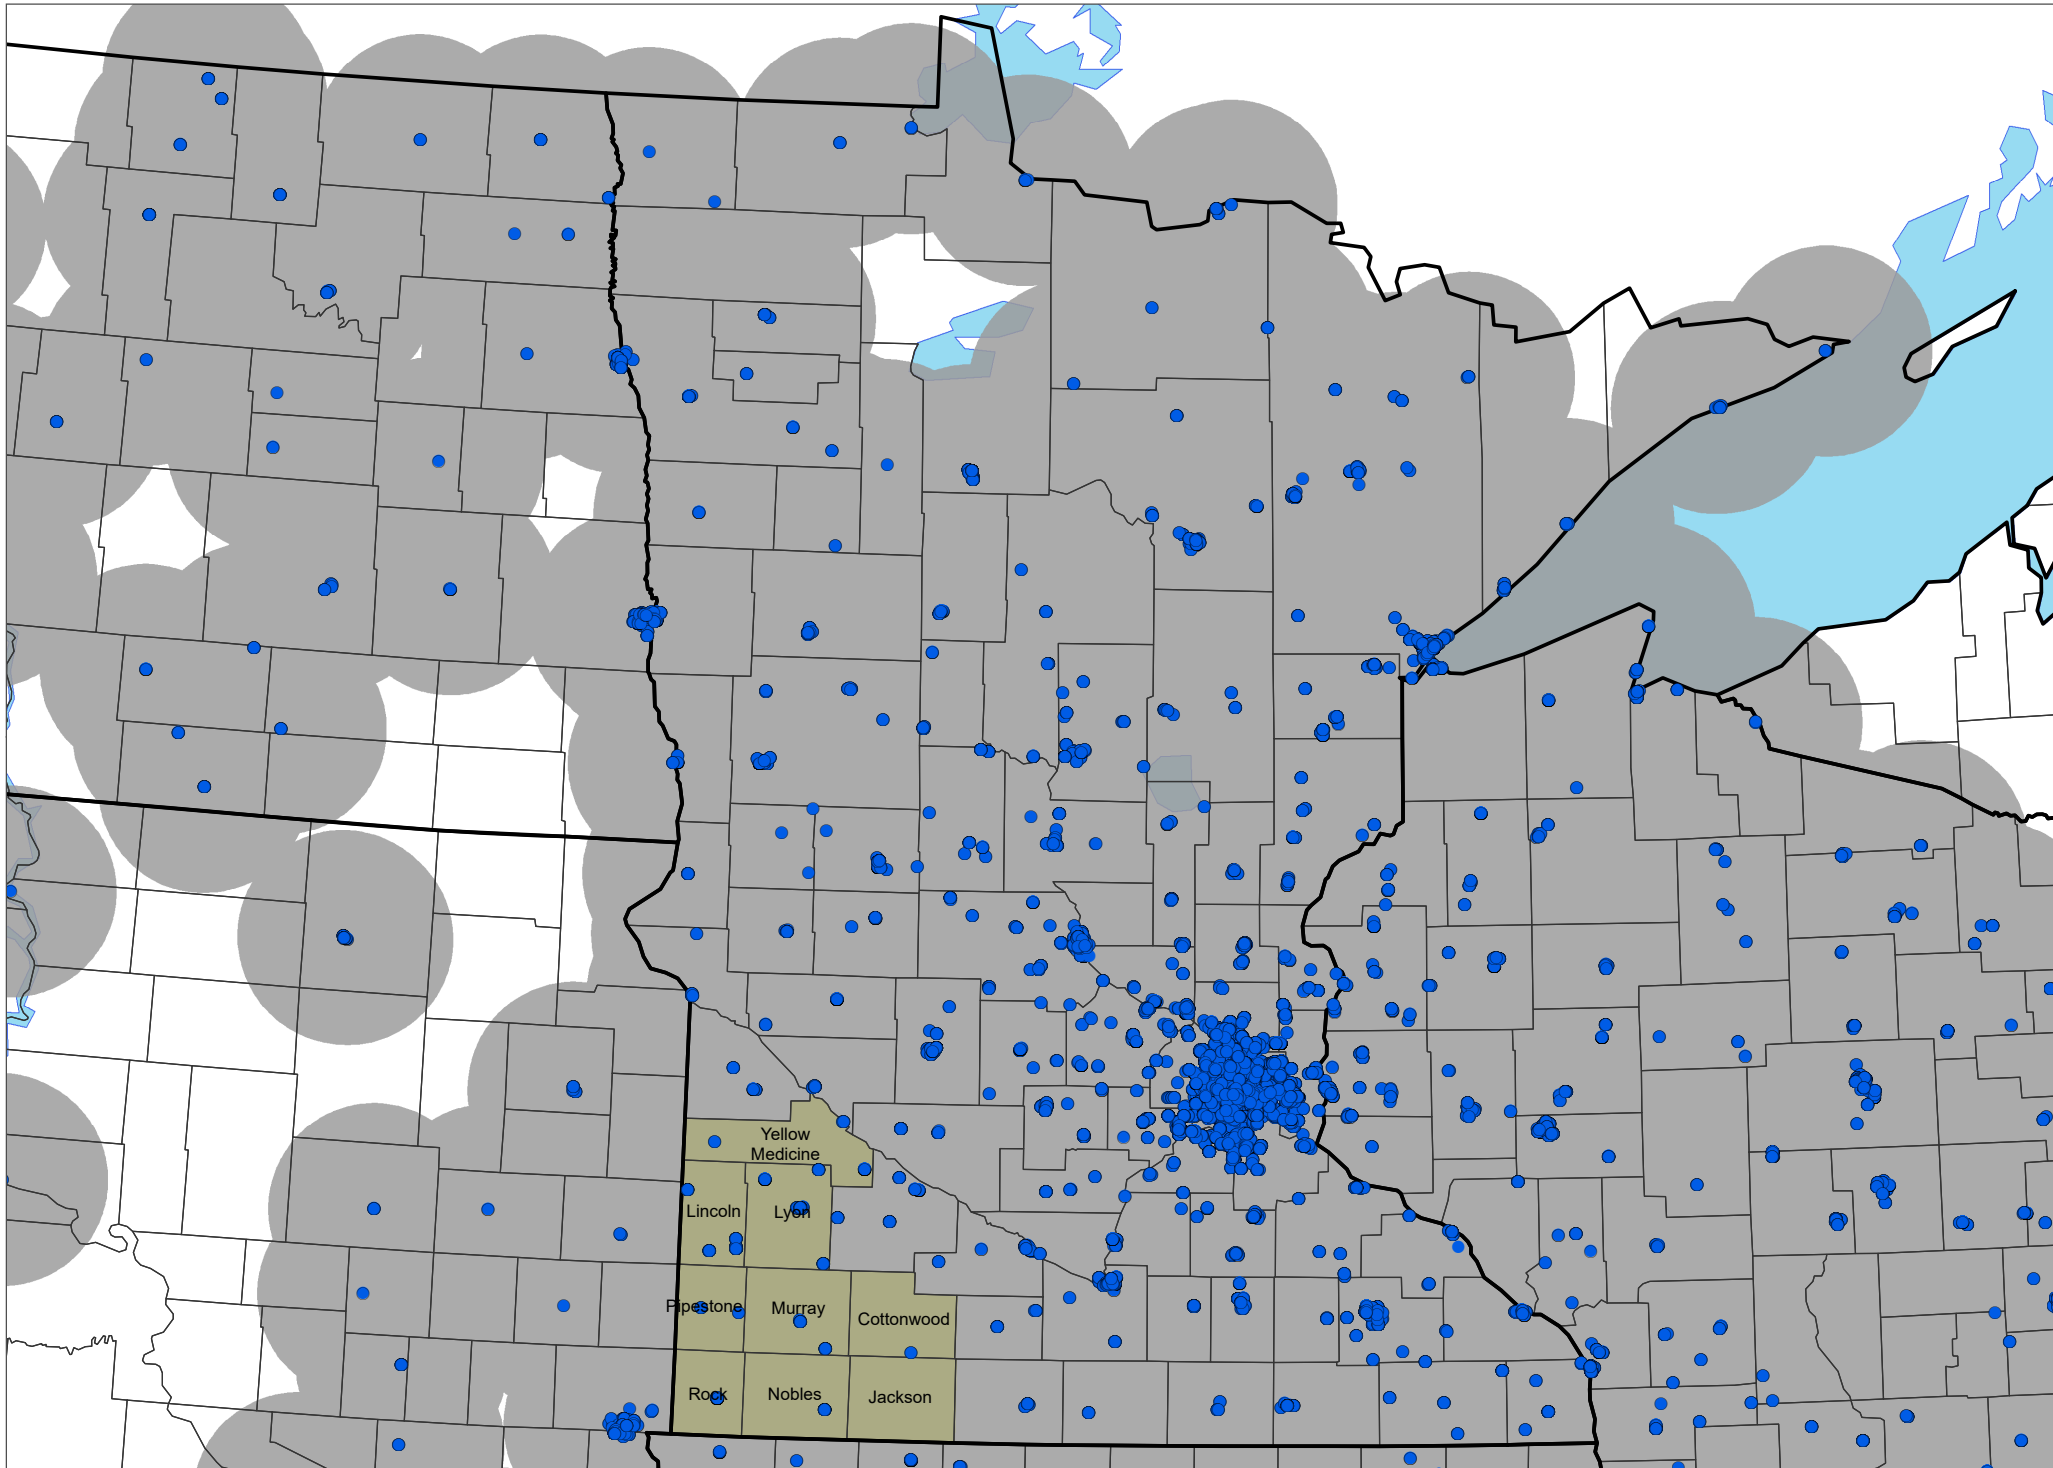 Yellow
Medicine
Lincoln
Lyon
Pipestone
Murray
Cottonwood
Rock
Nobles
Jackson